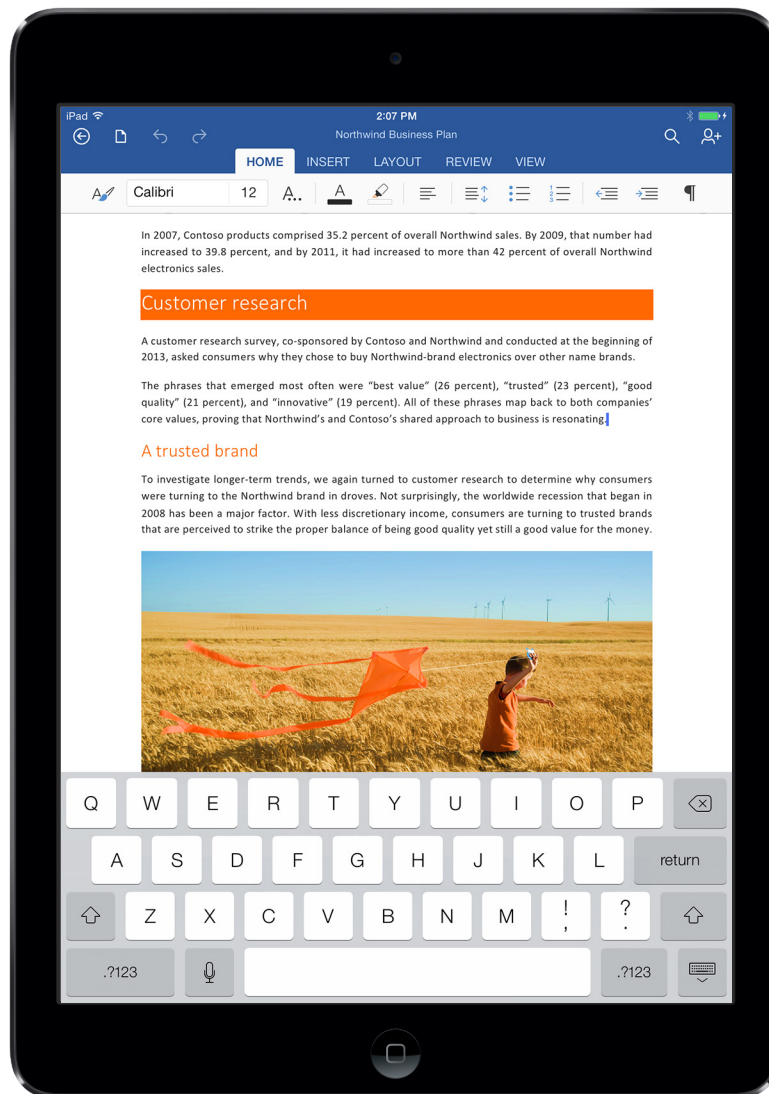 iPad 2:07 PM
Northwind Business Plan
HOME INSERT LAYOUT REVIEW VIEW
Calibri 12 A... A 1 2 3 ¶
In 2007, Contoso products comprised 35.2 percent of overall Northwind sales. By 2009, that number had
increased to 39.8 percent, and by 2011, it had increased to more than 42 percent of overall Northwind
electronics sales.
Customer research
A customer research survey, co-sponsored by Contoso and Northwind and conducted at the beginning of
2013, asked consumers why they chose to buy Northwind-brand electronics over other name brands.
The phrases that emerged most often were “best value” (26 percent), “trusted” (23 percent), “good
quality” (21 percent), and “innovative” (19 percent). All of these phrases map back to both companies’
core values, proving that Northwind’s and Contoso’s shared approach to business is resonating.
A trusted brand
To investigate longer-term trends, we again turned to customer research to determine why consumers
were turning to the Northwind brand in droves. Not surprisingly, the worldwide recession that began in
2008 has been a major factor. With less discretionary income, consumers are turning to trusted brands
that are perceived to strike the proper balance of being good quality yet still a good value for the money.
Q W E R T Y U I O P
A S D F G H J K L return
Z X C V B N M ! , ? .
.?123 .?123